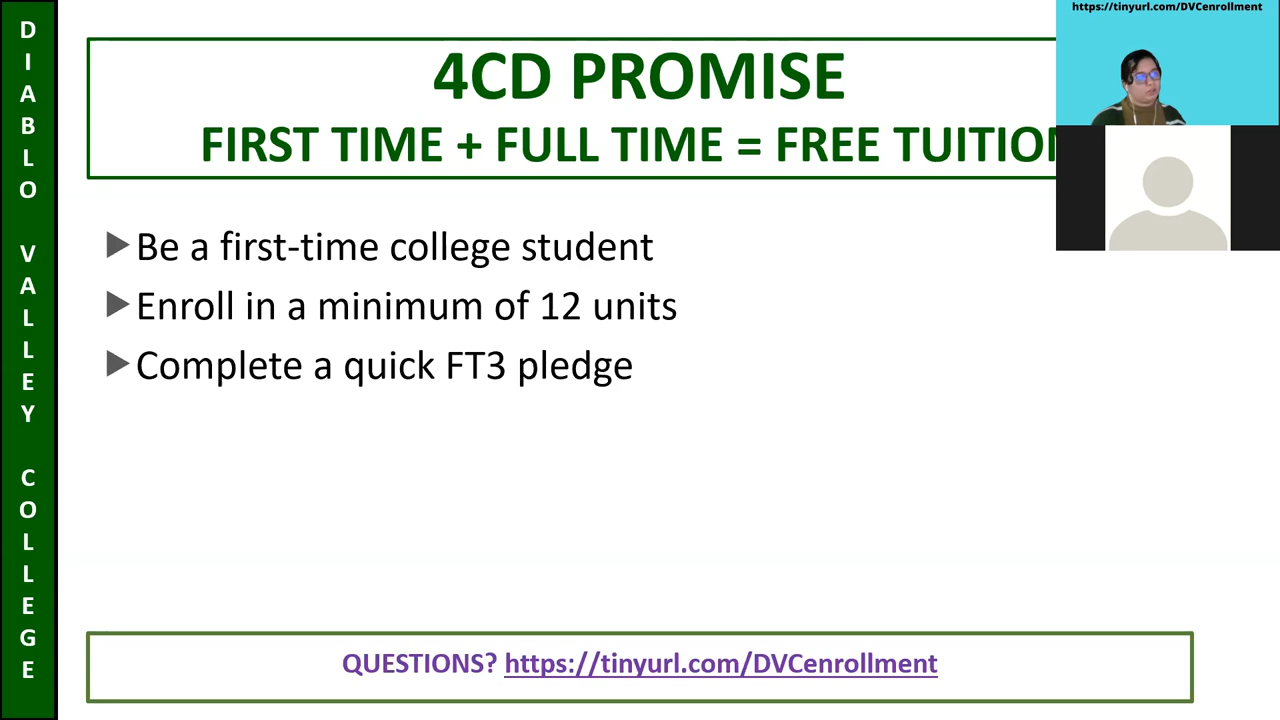 DIABLO VALLEY COLLEGE
4CD PROMISE
FIRST TIME + FULL TIME = FREE TUITION
Be a first-time college student
Enroll in a minimum of 12 units
Complete a quick FT3 pledge
QUESTIONS? https://tinyurl.com/DVCenrollment
https://tinyurl.com/DVCenrollment